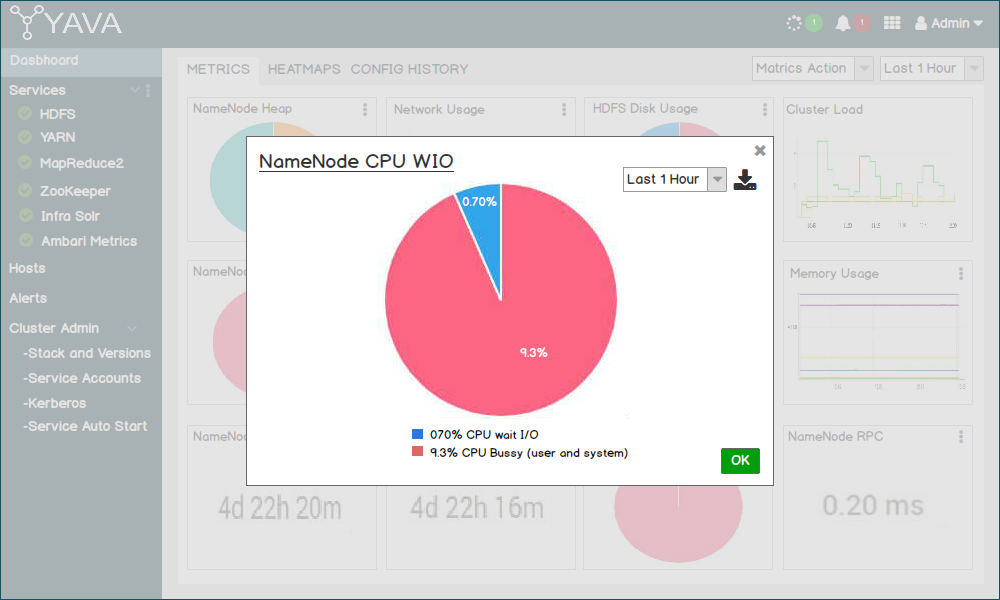 YAVA
1
1
Admin
Dasbhoard
Services
HDFS
YARN
MapReduce2
ZooKeeper
Infra Solr
Ambari Metrics
Hosts
Alerts
Cluster Admin
-Stack and Versions
-Service Accounts
-Kerberos
-Service Auto Start
METRICS HEATMAPS CONFIG HISTORY
Matrics Action
Last 1 Hour
NameNode Heap
Network Usage
HDFS Disk Usage
Cluster Load
NameNode CPU WIO
Last 1 Hour
0.70%
9.3%
070% CPU wait I/O
9.3% CPU Bussy (user and system)
OK
Memory Usage
NameNode RPC
4d 22h 20m
4d 22h 16m
0.20 ms